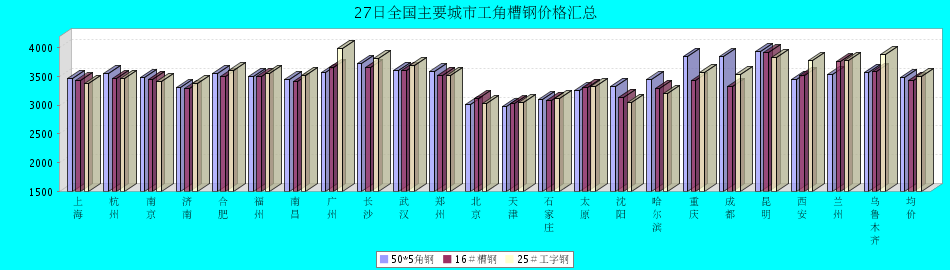 27日全国主要城市工角槽钢价格汇总
4000
3500
3000
2500
2000
1500
上海 杭州 南京 济南 合肥 福州 南昌 广州 长沙 武汉 郑州 北京 天津 石家庄 太原 沈阳 哈尔滨 重庆 成都 昆明 西安 兰州 乌鲁木齐 均价
50*5角钢 16#槽钢 25#工字钢